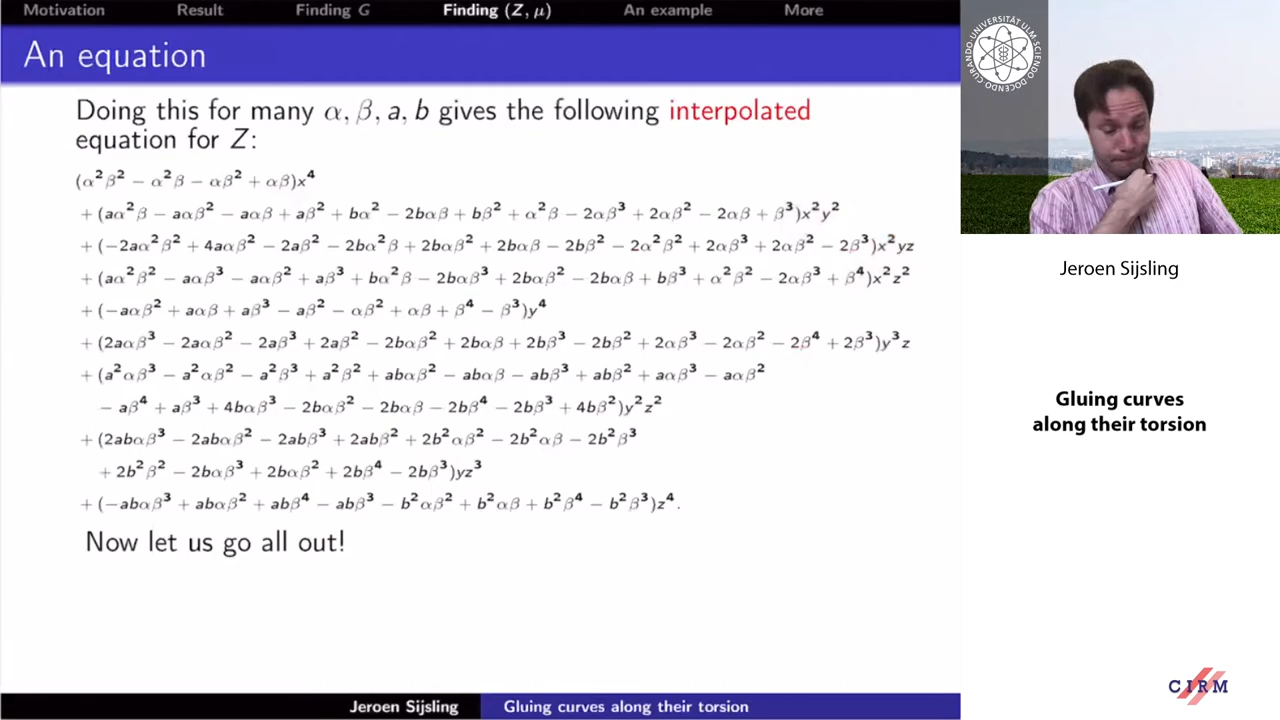 Motivation Result Finding G Finding (Z, μ) An example More
An equation
Doing this for many α, β, a, b gives the following interpolated
equation for Z:
(α²β² − α²β − αβ² + αβ)x⁴
+ (aα²β − aαβ² − aαβ + aβ² + bα² − 2bαβ + bβ² + α²β − 2αβ³ + 2αβ² − 2αβ + β³)x²y²
+ (−2aα²β² + 4aαβ² − 2aβ² − 2bα²β + 2bαβ² + 2bαβ − 2bβ² − 2α²β² + 2αβ³ + 2αβ² − 2β³)x²yz
+ (aα²β² − aαβ³ − aαβ² + aβ³ + bα²β − 2bαβ³ + 2bαβ² − 2bαβ + bβ³ + α²β² − 2αβ³ + β⁴)x²z²
+ (−aαβ² + aαβ + aβ³ − aβ² − αβ² + αβ + β⁴ − β³)y⁴
+ (2aαβ³ − 2aαβ² − 2aβ³ + 2aβ² − 2bαβ² + 2bαβ + 2bβ³ − 2bβ² + 2αβ³ − 2αβ² − 2β⁴ + 2β³)y³z
+ (a²αβ³ − a²αβ² − a²β³ + a²β² + abαβ² − abαβ − abβ³ + abβ² + aαβ³ − aαβ²
− aβ⁴ + aβ³ + 4bαβ³ − 2bαβ² − 2bαβ − 2bβ⁴ − 2bβ³ + 4bβ²)y²z²
+ (2abαβ³ − 2abαβ² − 2abβ³ + 2abβ² + 2b²αβ² − 2b²αβ − 2b²β³
+ 2b²β² − 2bαβ³ + 2bαβ² + 2bβ⁴ − 2bβ³)yz³
+ (−abαβ³ + abαβ² + abβ⁴ − abβ³ − b²αβ² + b²αβ + b²β⁴ − b²β³)z⁴.
Now let us go all out!
Jeroen Sijsling Gluing curves along their torsion
UNIVERSITÄT ULM SCIENDO DOCENDO CURANDO
Jeroen Sijsling
Gluing curves
along their torsion
CIRM